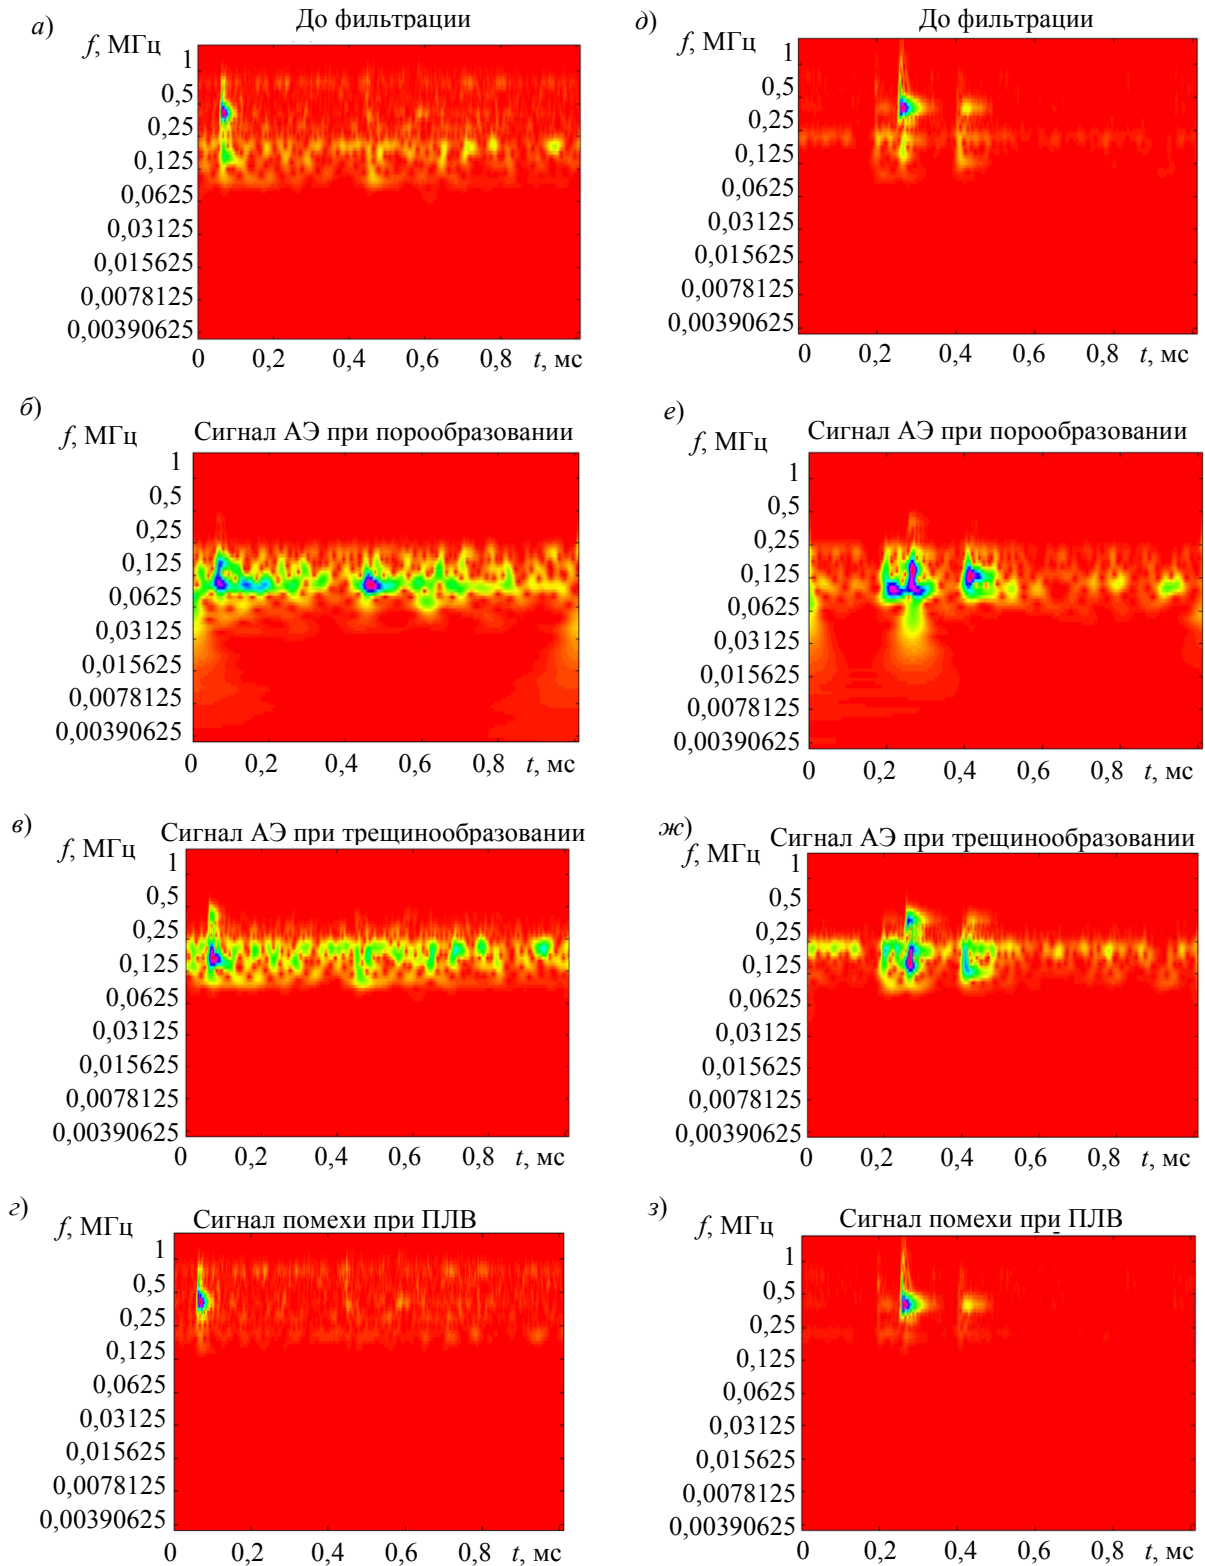 а)
До фильтрации
f, МГц
1
0,5
0,25
0,125
0,0625
0,03125
0,015625
0,0078125
0,00390625
0 0,2 0,4 0,6 0,8 t, мс
д)
До фильтрации
f, МГц
1
0,5
0,25
0,125
0,0625
0,03125
0,015625
0,0078125
0,00390625
0 0,2 0,4 0,6 0,8 t, мс
б)
Сигнал АЭ при порообразовании
f, МГц
1
0,5
0,25
0,125
0,0625
0,03125
0,015625
0,0078125
0,00390625
0 0,2 0,4 0,6 0,8 t, мс
е)
Сигнал АЭ при порообразовании
f, МГц
1
0,5
0,25
0,125
0,0625
0,03125
0,015625
0,0078125
0,00390625
0 0,2 0,4 0,6 0,8 t, мс
в)
Сигнал АЭ при трещинообразовании
f, МГц
1
0,5
0,25
0,125
0,0625
0,03125
0,015625
0,0078125
0,00390625
0 0,2 0,4 0,6 0,8 t, мс
ж)
Сигнал АЭ при трещинообразовании
f, МГц
1
0,5
0,25
0,125
0,0625
0,03125
0,015625
0,0078125
0,00390625
0 0,2 0,4 0,6 0,8 t, мс
г)
Сигнал помехи при ПЛВ
f, МГц
1
0,5
0,25
0,125
0,0625
0,03125
0,015625
0,0078125
0,00390625
0 0,2 0,4 0,6 0,8 t, мс
з)
Сигнал помехи при ПЛВ
f, МГц
1
0,5
0,25
0,125
0,0625
0,03125
0,015625
0,0078125
0,00390625
0 0,2 0,4 0,6 0,8 t, мс